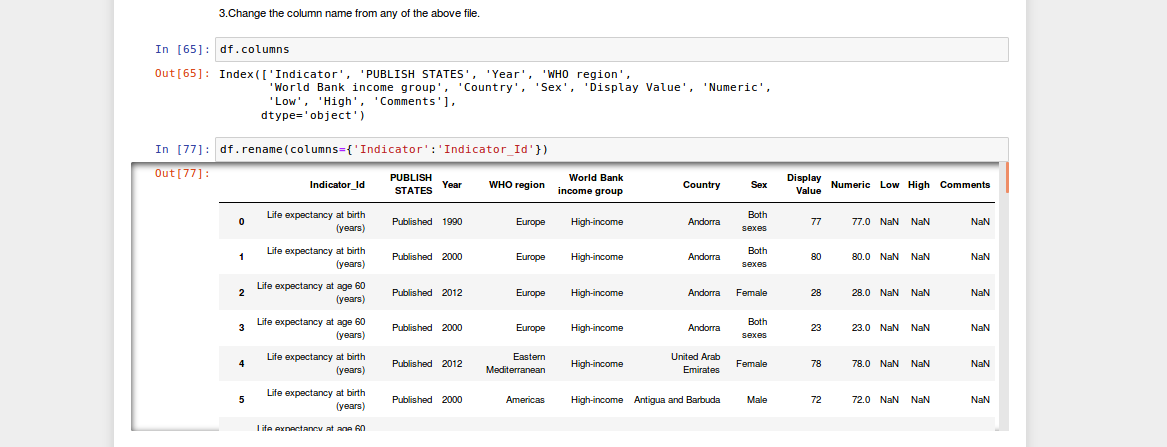 3.Change the column name from any of the above file.
In [65]: df.columns
Out[65]: Index(['Indicator', 'PUBLISH STATES', 'Year', 'WHO region',
'World Bank income group', 'Country', 'Sex', 'Display Value', 'Numeric',
'Low', 'High', 'Comments'],
dtype='object')
In [77]: df.rename(columns={'Indicator':'Indicator_Id'})
Out[77]:
Indicator_Id PUBLISH STATES Year WHO region World Bank income group Country Sex Display Value Numeric Low High Comments
0 Life expectancy at birth (years) Published 1990 Europe High-income Andorra Both sexes 77 77.0 NaN NaN NaN
1 Life expectancy at birth (years) Published 2000 Europe High-income Andorra Both sexes 80 80.0 NaN NaN NaN
2 Life expectancy at age 60 (years) Published 2012 Europe High-income Andorra Female 28 28.0 NaN NaN NaN
3 Life expectancy at age 60 (years) Published 2000 Europe High-income Andorra Both sexes 23 23.0 NaN NaN NaN
4 Life expectancy at birth (years) Published 2012 Eastern Mediterranean High-income United Arab Emirates Female 78 78.0 NaN NaN NaN
5 Life expectancy at birth (years) Published 2000 Americas High-income Antigua and Barbuda Male 72 72.0 NaN NaN NaN
Life expectancy at age 60